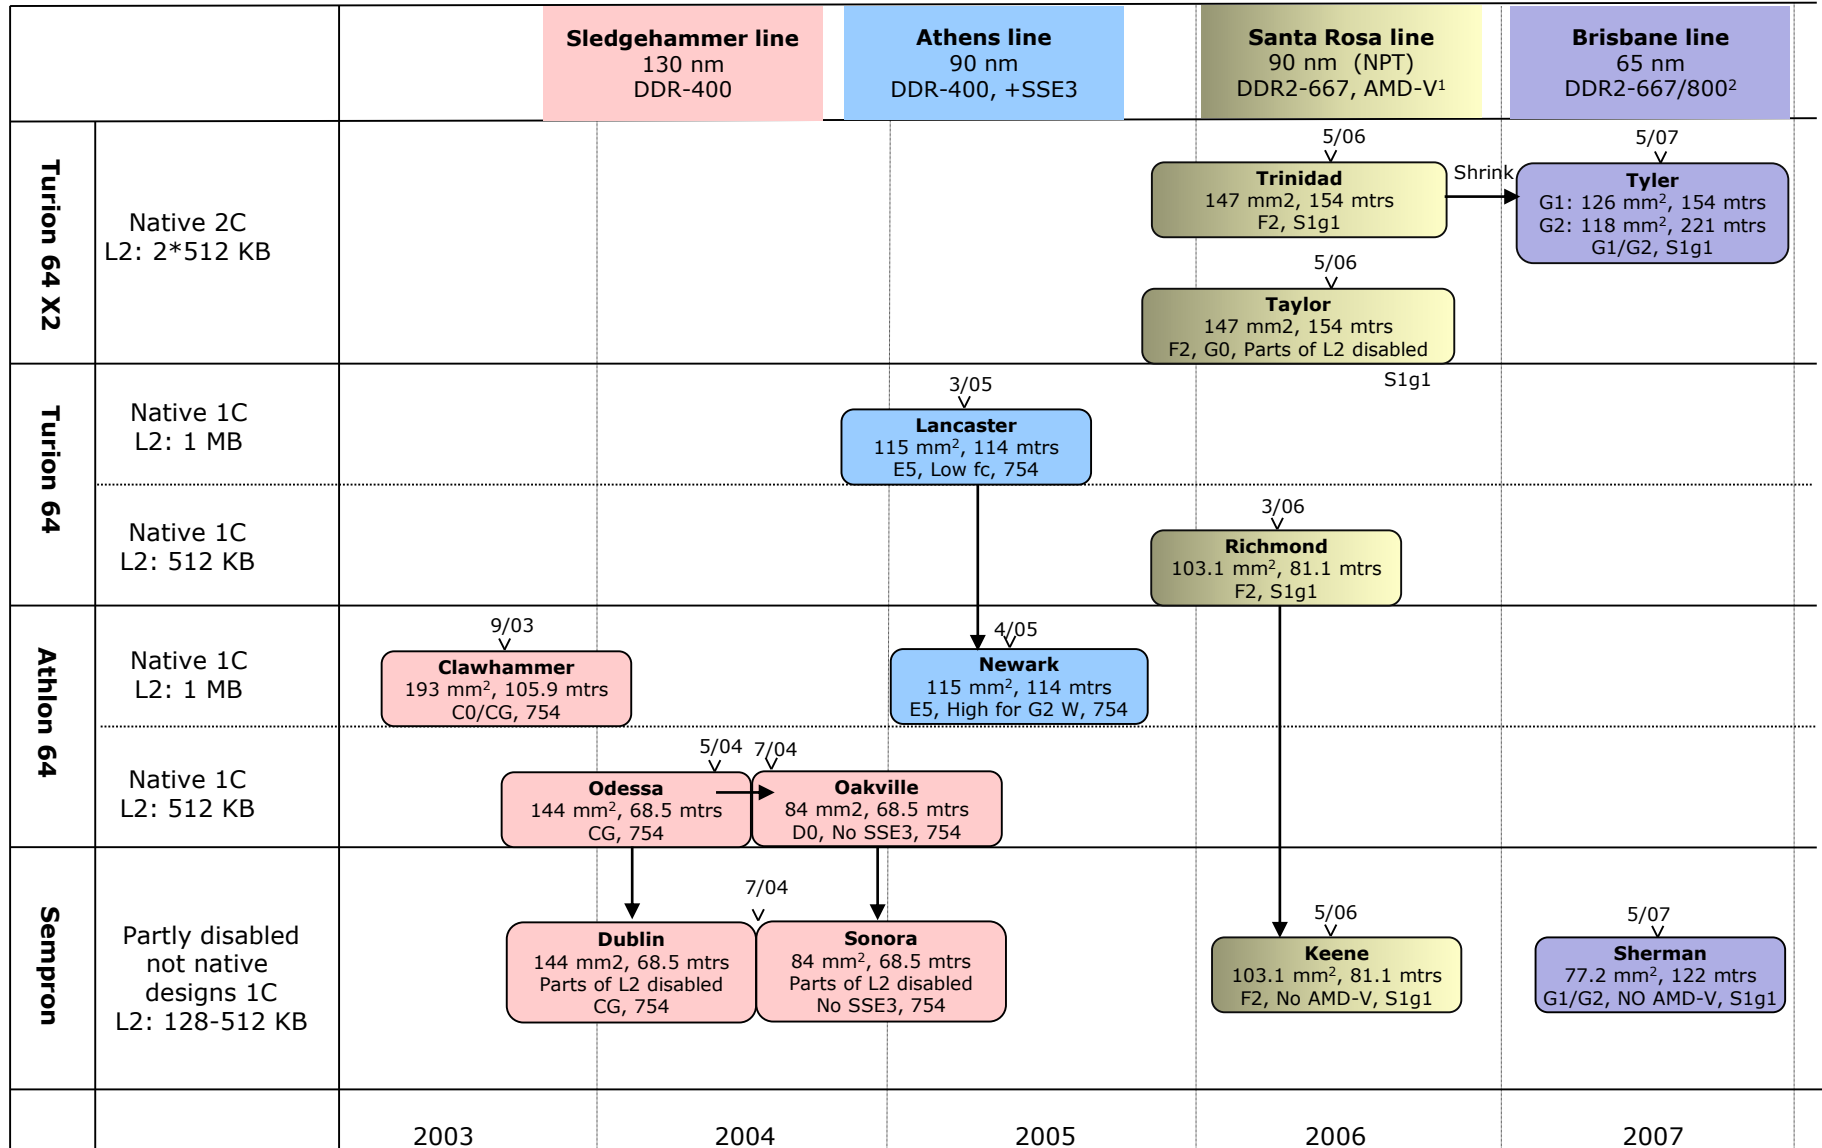 Sledgehammer line
130 nm
DDR-400
Athens line
90 nm
DDR-400, +SSE3
Santa Rosa line
90 nm (NPT)
DDR2-667, AMD-V¹
Brisbane line
65 nm
DDR2-667/800²
Turion 64 X2
Native 2C
L2: 2*512 KB
5/06
Trinidad
147 mm2, 154 mtrs
F2, S1g1
Shrink
5/07
Tyler
G1: 126 mm², 154 mtrs
G2: 118 mm², 221 mtrs
G1/G2, S1g1
5/06
Taylor
147 mm2, 154 mtrs
F2, G0, Parts of L2 disabled
S1g1
Turion 64
Native 1C
L2: 1 MB
3/05
Lancaster
115 mm², 114 mtrs
E5, Low fc, 754
Native 1C
L2: 512 KB
3/06
Richmond
103.1 mm², 81.1 mtrs
F2, S1g1
Athlon 64
Native 1C
L2: 1 MB
9/03
Clawhammer
193 mm², 105.9 mtrs
C0/CG, 754
4/05
Newark
115 mm², 114 mtrs
E5, High for G2 W, 754
Native 1C
L2: 512 KB
5/04
Odessa
144 mm², 68.5 mtrs
CG, 754
7/04
Oakville
84 mm2, 68.5 mtrs
D0, No SSE3, 754
Sempron
Partly disabled
not native
designs 1C
L2: 128-512 KB
7/04
Dublin
144 mm2, 68.5 mtrs
Parts of L2 disabled
CG, 754
Sonora
84 mm², 68.5 mtrs
Parts of L2 disabled
No SSE3, 754
5/06
Keene
103.1 mm², 81.1 mtrs
F2, No AMD-V, S1g1
5/07
Sherman
77.2 mm², 122 mtrs
G1/G2, NO AMD-V, S1g1
2003
2004
2005
2006
2007